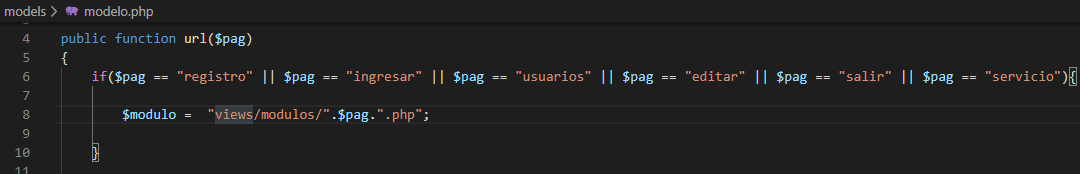 models > modelo.php
4 public function url($pag)
5 {
6 if($pag == "registro" || $pag == "ingresar" || $pag == "usuarios" || $pag == "editar" || $pag == "salir" || $pag == "servicio"){
7
8 $modulo =  "views/modulos/".$pag.".php";
9
10 }
11